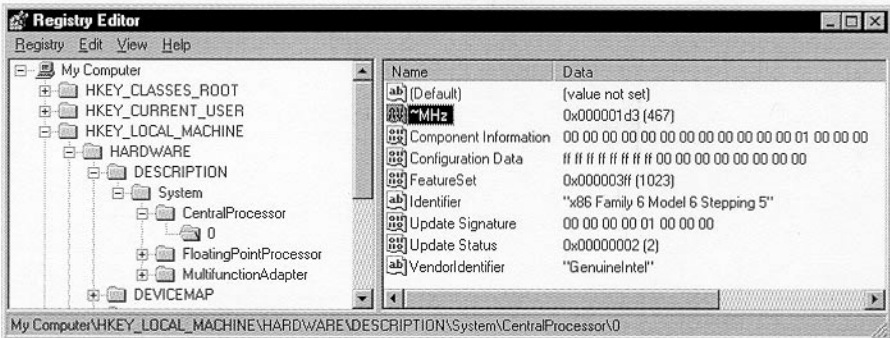 Registry Editor
Registry Edit View Help
My Computer
HKEY_CLASSES_ROOT
HKEY_CURRENT_USER
HKEY_LOCAL_MACHINE
HARDWARE
DESCRIPTION
System
CentralProcessor
0
FloatingPointProcessor
MultifunctionAdapter
DEVICEMAP
Name Data
(Default) (value not set)
~MHz 0x000001d3 (467)
Component Information 00 00 00 00 00 00 00 00 00 00 00 00 01 00 00 00
Configuration Data ff ff ff ff ff ff ff ff 00 00 00 00 00 00 00 00
FeatureSet 0x000003ff (1023)
Identifier "x86 Family 6 Model 6 Stepping 5"
Update Signature 00 00 00 00 01 00 00 00
Update Status 0x00000002 (2)
VendorIdentifier "GenuineIntel"
My Computer\HKEY_LOCAL_MACHINE\HARDWARE\DESCRIPTION\System\CentralProcessor\0